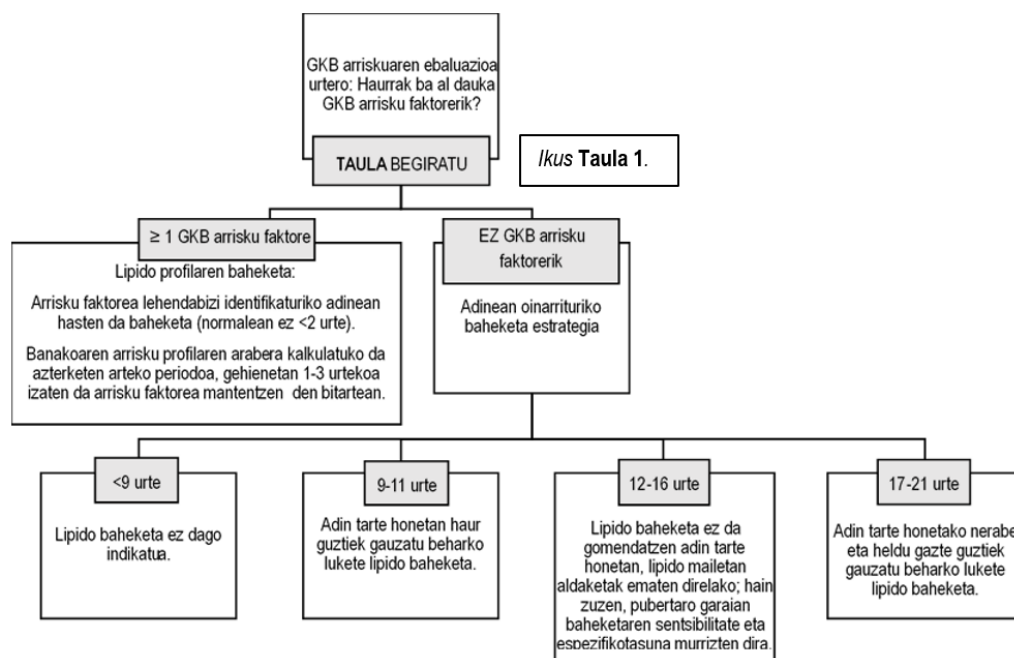 GKB arriskuaren ebaluazioa
urtero: Haurrak ba al dauka
GKB arrisku faktorerik?
TAULA BEGIRATU
Ikus Taula 1.
≥ 1 GKB arrisku faktore
Lipido profilaren baheketa:
Arrisku faktorea lehendabizi identifikaturiko adinean
hasten da baheketa (normalean ez <2 urte).
Banakoaren arrisku profilaren arabera kalkulatuko da
azterketen arteko periodoa, gehienetan 1-3 urtekoa
izaten da arrisku faktorea mantentzen den bitartean.
EZ GKB arrisku
faktorerik
Adinean oinarrituriko
baheketa estrategia
<9 urte
Lipido baheketa ez dago
indikatua.
9-11 urte
Adin tarte honetan haur
guztiek gauzatu beharko
lukete lipido baheketa.
12-16 urte
Lipido baheketa ez da
gomendatzen adin tarte
honetan, lipido mailetan
aldaketak ematen direlako; hain
zuzen, pubertaro garaian
baheketaren sentsibilitate eta
espezifikotasuna murrizten dira.
17-21 urte
Adin tarte honetako nerabe
eta heldu gazte guztiek
gauzatu beharko lukete
lipido baheketa.